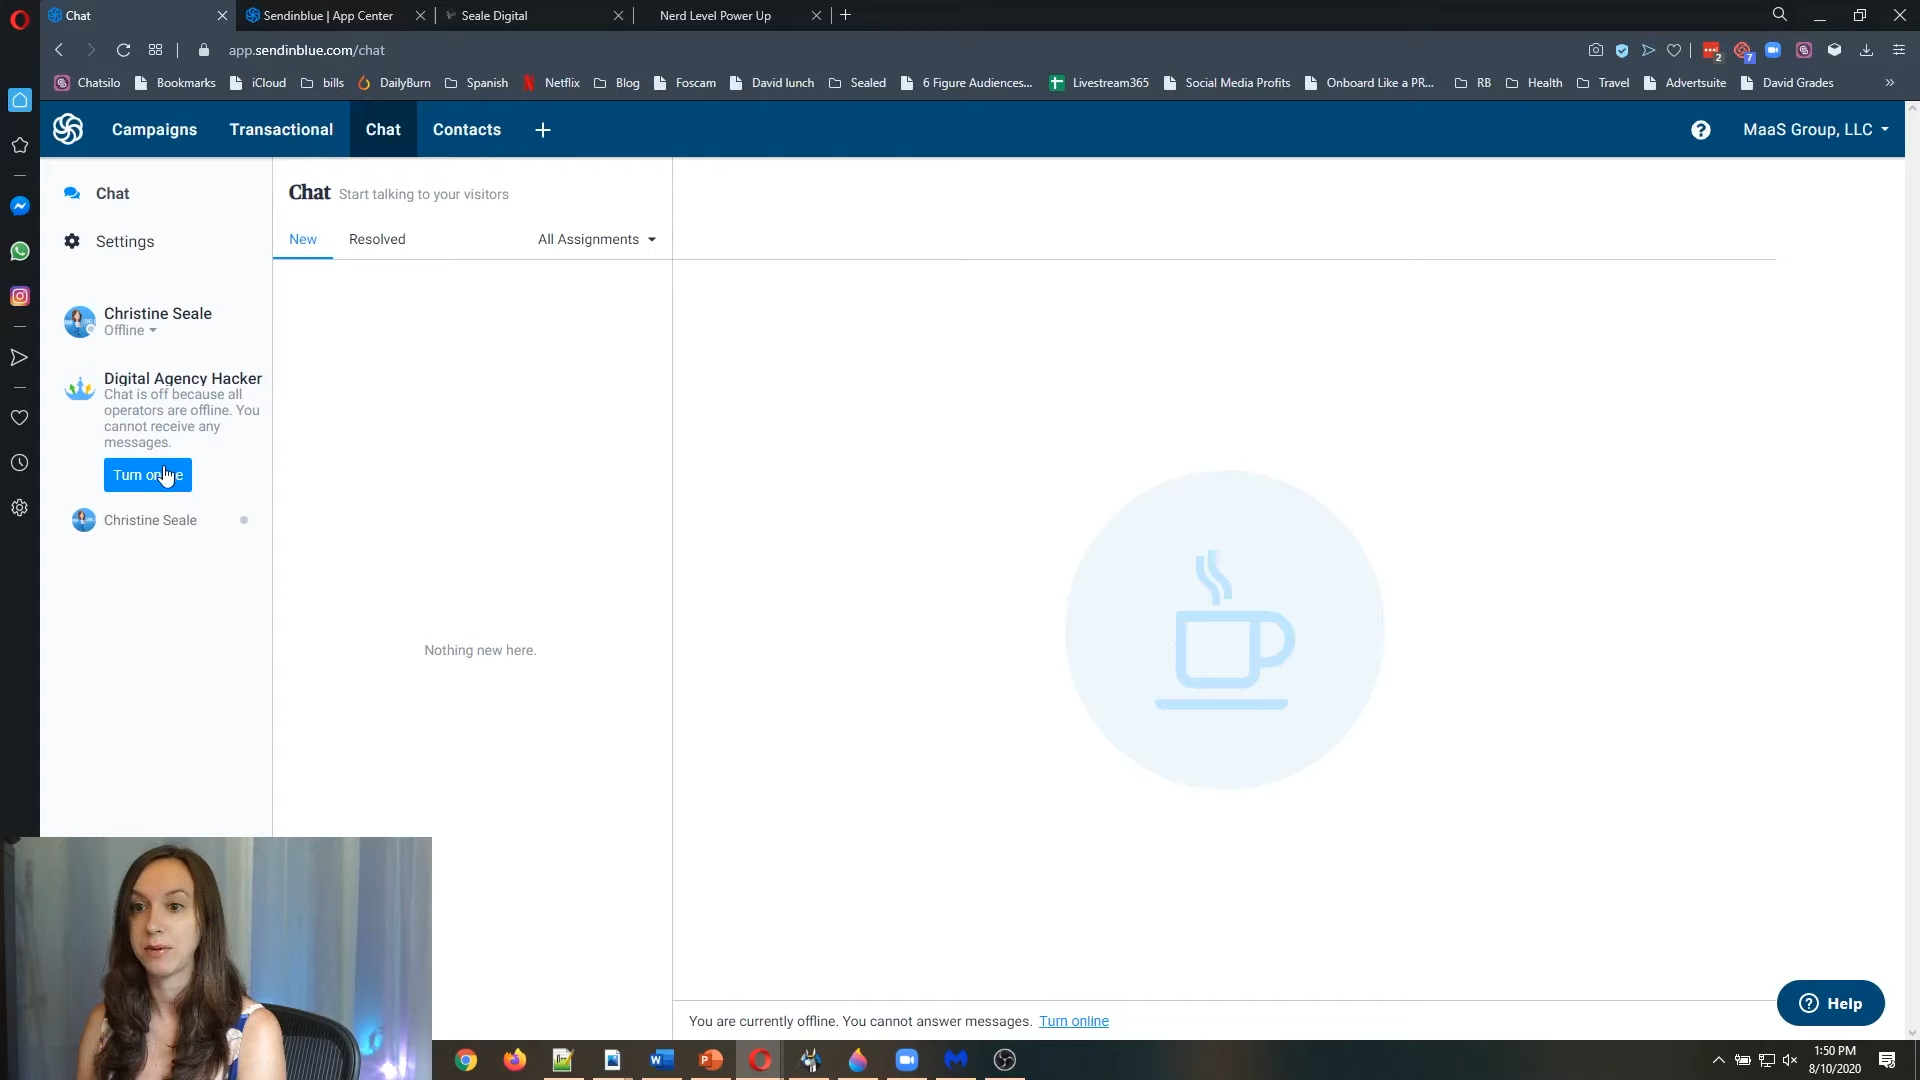 Chat
Sendinblue | App Center
Seale Digital
Nerd Level Power Up
app.sendinblue.com/chat
2
7
Chatsilo
Bookmarks
iCloud
bills
DailyBurn
Spanish
Netflix
Blog
Foscam
David lunch
Sealed
6 Figure Audiences...
Livestream365
Social Media Profits
Onboard Like a PR...
RB
Health
Travel
Advertsuite
David Grades
»
Campaigns
Transactional
Chat
Contacts
MaaS Group, LLC
Chat
Settings
Christine Seale
Offline
Digital Agency Hacker
Chat is off because all
operators are offline. You
cannot receive any
messages.
Turn
Christine Seale
Chat Start talking to your visitors
New
Resolved
All Assignments
Nothing new here.
You are currently offline. You cannot answer messages. Turn online
Help
1:50 PM
8/10/2020